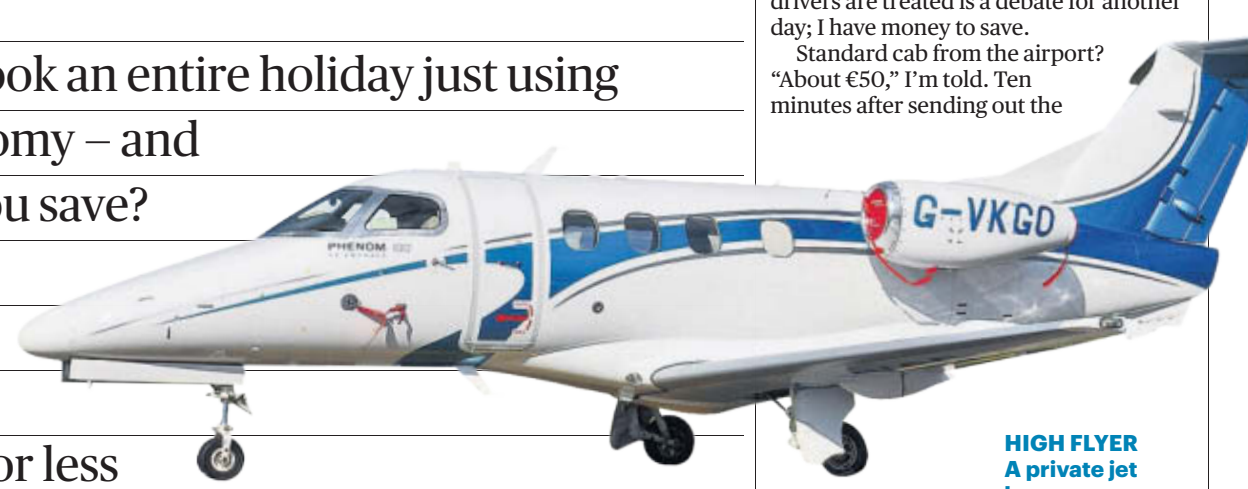 ook an entire holiday just using
omy – and
ou save?
or less
drivers are treated is a debate for another
day; I have money to save.
Standard cab from the airport?
“About €50,” I’m told. Ten
minutes after sending out the
PHENOM
G-VKGO
HIGH FLYER
A private jet